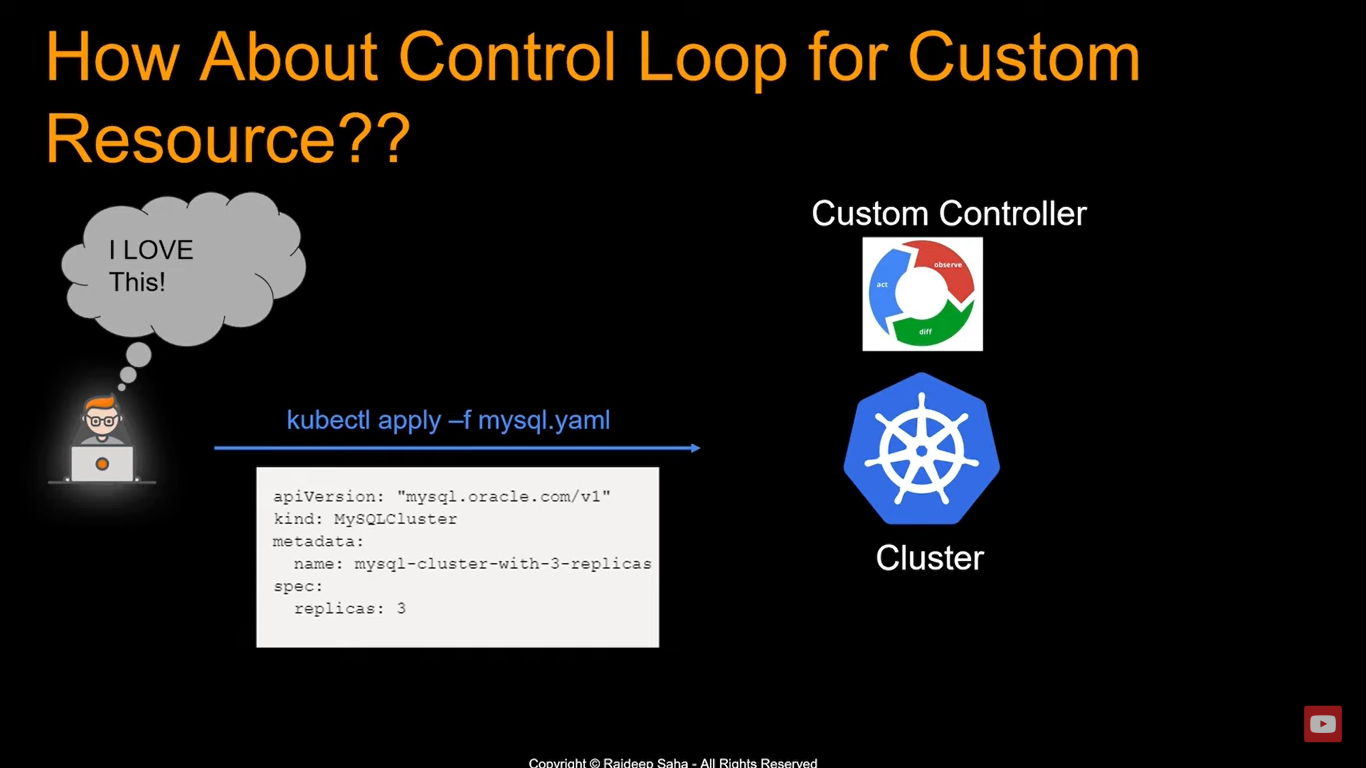 How About Control Loop for Custom
Resource??
I LOVE
This!
Custom Controller
observe
act
diff
kubectl apply –f mysql.yaml
apiVersion: "mysql.oracle.com/v1"
kind: MySQLCluster
metadata:
  name: mysql-cluster-with-3-replicas
spec:
  replicas: 3
Cluster
Copyright © Rajdeep Saha - All Rights Reserved